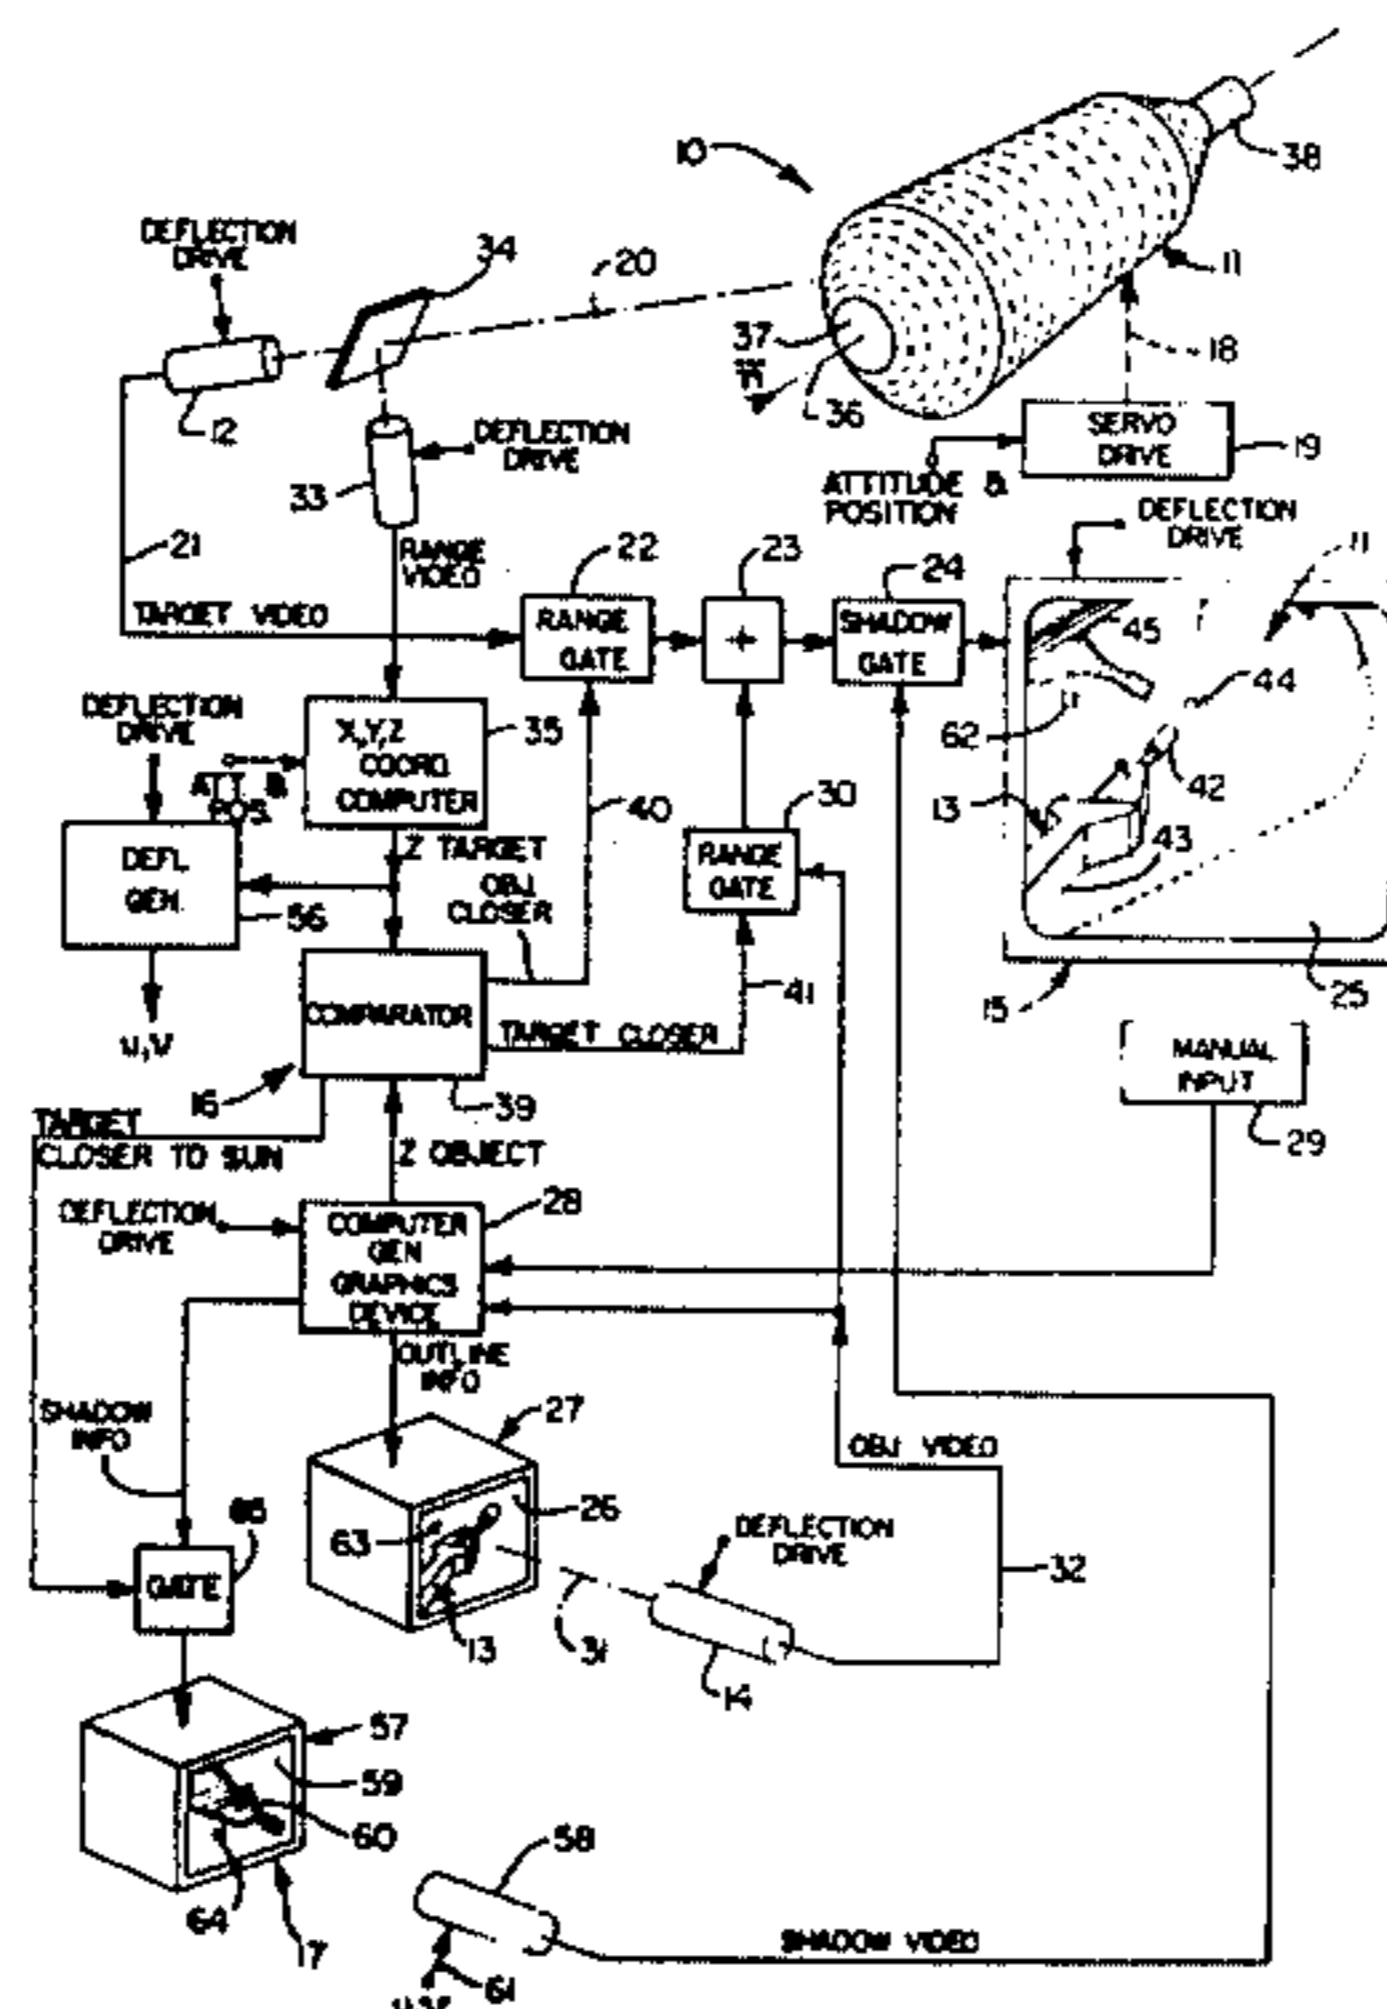 10
38
DEFLECTION
DRIVE
34
20
11
37
36
18
12
DEFLECTION
DRIVE
33
SERVO
DRIVE
19
ATTITUDE &
POSITION
DEFLECTION
DRIVE
21
RANGE
VIDEO
22
23
24
11
TARGET VIDEO
RANGE
GATE
+
SHADOW
GATE
45
44
DEFLECTION
DRIVE
X,Y,Z
COORD.
COMPUTER
35
62
42
ATT. &
POS.
40
30
13
DEFL.
GEN.
Z TARGET
OBJ.
CLOSER
RANGE
GATE
43
56
COMPARATOR
41
25
15
TARGET CLOSER
u,v
MANUAL
INPUT
16
39
29
TARGET
CLOSER TO SUN
Z OBJECT
28
DEFLECTION
DRIVE
COMPUTER
GEN
GRAPHICS
DEVICE
OUTLINE
INFO
SHADOW
INFO
27
OBJ. VIDEO
26
63
DEFLECTION
DRIVE
32
GATE
13
31
14
57
59
60
58
64
17
SHADOW VIDEO
61